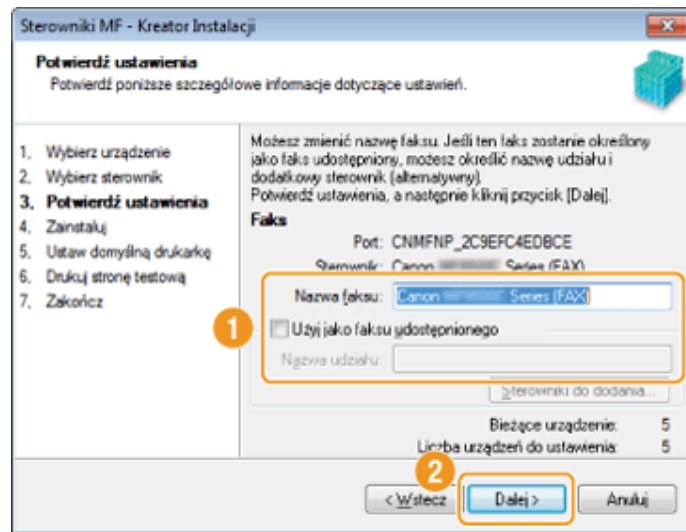 Sterowniki MF - Kreator Instalacji
Potwierdź ustawienia
Potwierdź poniższe szczegółowe informacje dotyczące ustawień.
1. Wybierz urządzenie
2. Wybierz sterownik
3. Potwierdź ustawienia
4. Zainstaluj
5. Ustaw domyślną drukarkę
6. Drukuj stronę testową
7. Zakończ
Możesz zmienić nazwę faksu. Jeśli ten faks zostanie określony
jako faks udostępniony, możesz określić nazwę udziału i
dodatkowy sterownik (alternatywny).
Potwierdź ustawienia, a następnie kliknij przycisk [Dalej].
Faks
Port: CNMFNP_2C9EFC4EDBCE
Sterownik: Canon Series (FAX)
1
Nazwa faksu: Canon Series (FAX)
Użyj jako faksu udostępnionego
Nazwa udziału:
Sterowniki do dodania...
Bieżące urządzenie: 5
Liczba urządzeń do ustawienia: 5
2
< Wstecz Dalej > Anuluj